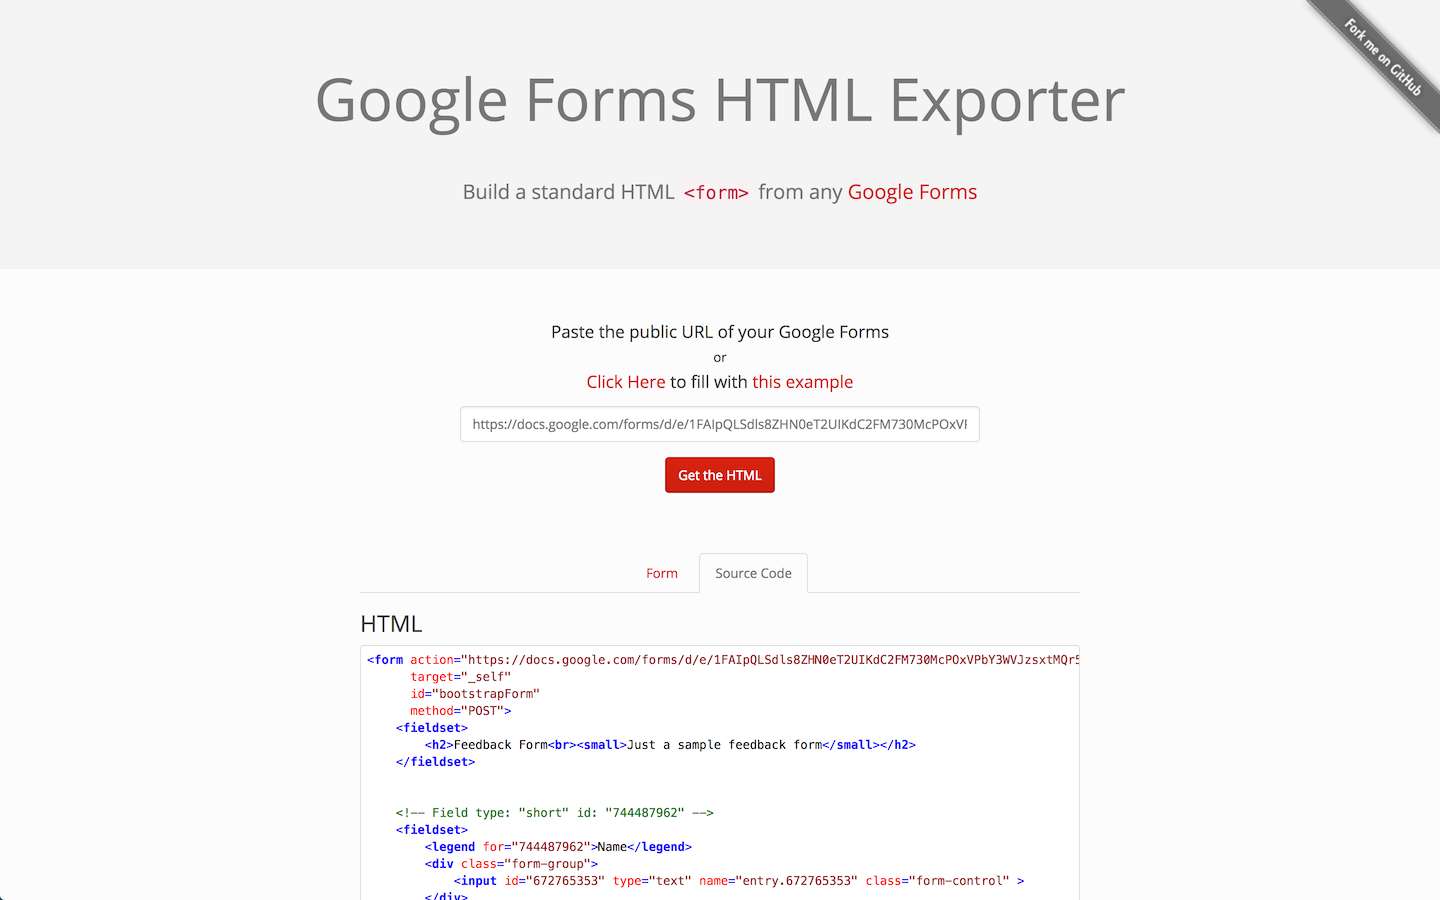 Fork me on GitHub
Google Forms HTML Exporter
Build a standard HTML <form> from any Google Forms
Paste the public URL of your Google Forms
or
Click Here to fill with this example
https://docs.google.com/forms/d/e/1FAIpQLSdls8ZHN0eT2UIKdC2FM730McPOxVF
Get the HTML
Form
Source Code
HTML
<form action="https://docs.google.com/forms/d/e/1FAIpQLSdls8ZHN0eT2UIKdC2FM730McPOxVPbY3WVJzsxtMQr5
target="_self"
id="bootstrapForm"
method="POST">
<fieldset>
<h2>Feedback Form<br><small>Just a sample feedback form</small></h2>
</fieldset>
<!-- Field type: "short" id: "744487962" -->
<fieldset>
<legend for="744487962">Name</legend>
<div class="form-group">
<input id="672765353" type="text" name="entry.672765353" class="form-control" >
</div>